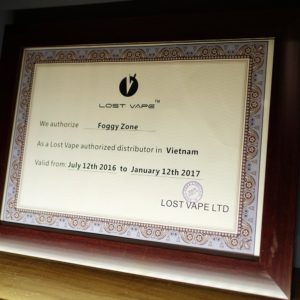 LOST VAPE™
We authorize Foggy Zone
As a Lost Vape authorized distributor in Vietnam
Valid from: July 12th 2016 to January 12th 2017
LOST VAPE LTD